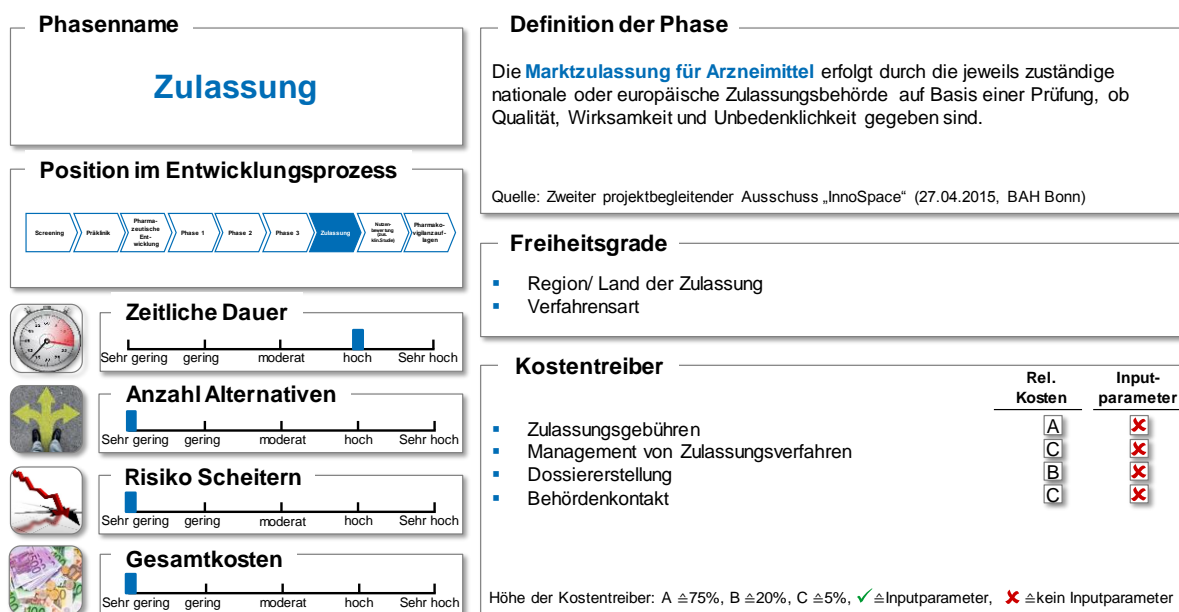 Phasenname
Zulassung
Position im Entwicklungsprozess
Screening
Präklinik
Pharma-
zeutische
Ent-
wicklung
Phase 1
Phase 2
Phase 3
Zulassung
Nutzen-
bewertung
(Zus.
klin.Studie)
Pharmako-
vigilanzauf-
lagen
Zeitliche Dauer
Sehr gering gering moderat hoch Sehr hoch
Anzahl Alternativen
Sehr gering gering moderat hoch Sehr hoch
Risiko Scheitern
Sehr gering gering moderat hoch Sehr hoch
Gesamtkosten
Sehr gering gering moderat hoch Sehr hoch
Definition der Phase
Die Marktzulassung für Arzneimittel erfolgt durch die jeweils zuständige
nationale oder europäische Zulassungsbehörde auf Basis einer Prüfung, ob
Qualität, Wirksamkeit und Unbedenklichkeit gegeben sind.
Quelle: Zweiter projektbegleitender Ausschuss „InnoSpace“ (27.04.2015, BAH Bonn)
Freiheitsgrade
▪ Region/ Land der Zulassung
▪ Verfahrensart
Kostentreiber
Rel.
Kosten
Input-
parameter
▪ Zulassungsgebühren A ✘
▪ Management von Zulassungsverfahren C ✘
▪ Dossiererstellung B ✘
▪ Behördenkontakt C ✘
Höhe der Kostentreiber: A ≙75%, B ≙20%, C ≙5%, ✓≙Inputparameter, ✘ ≙kein Inputparameter